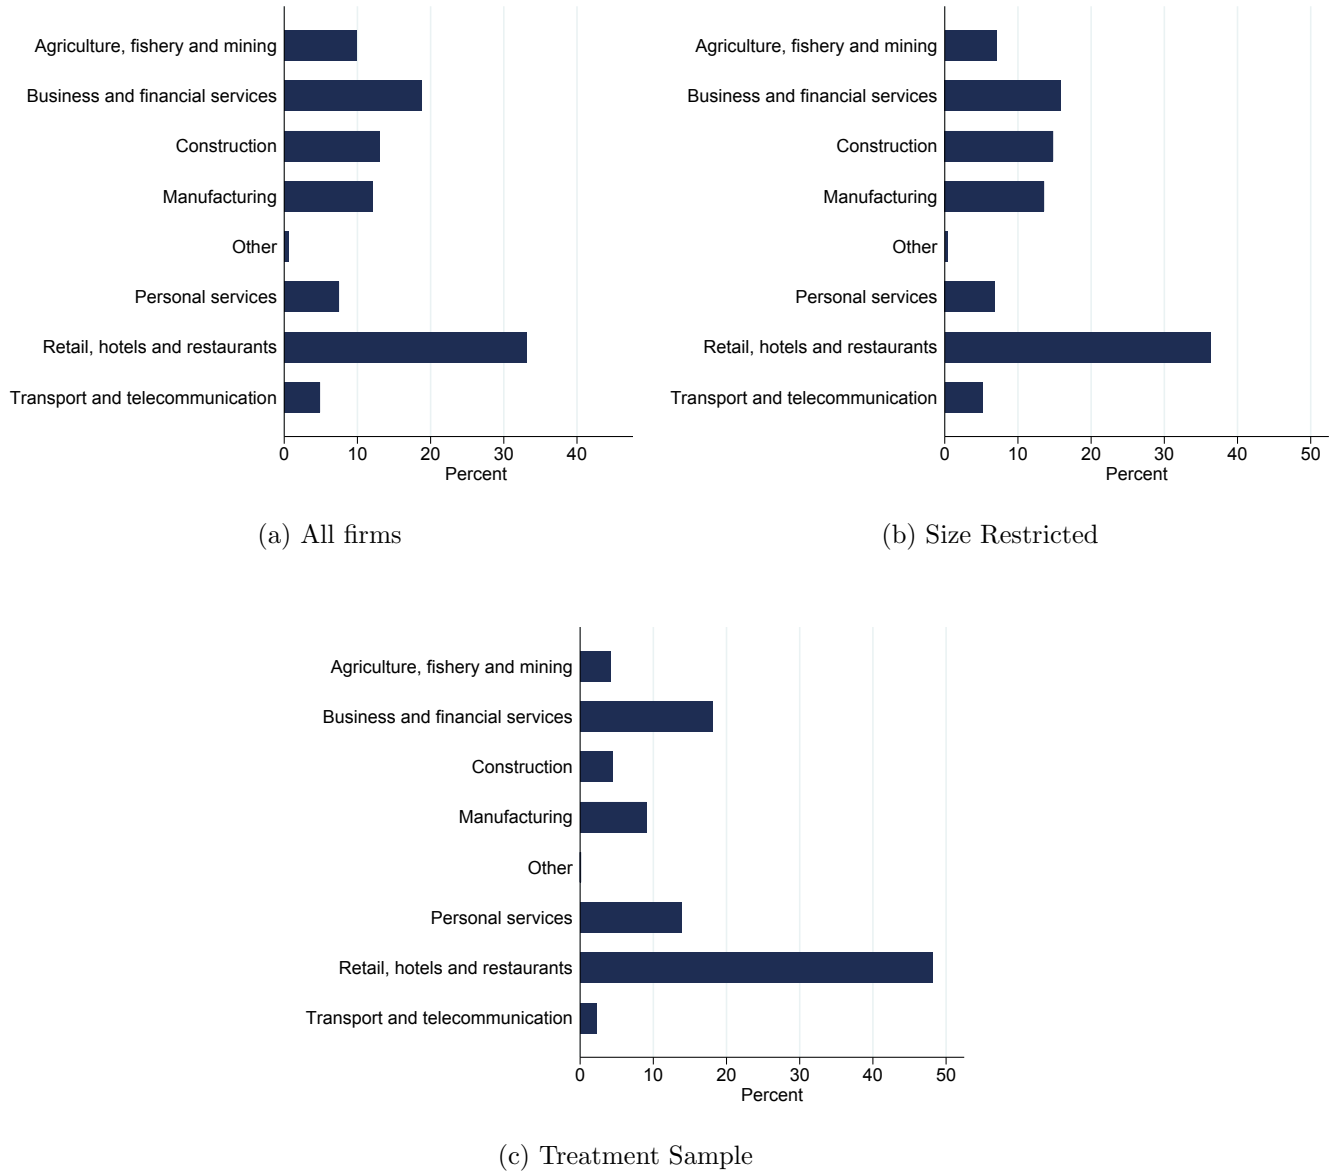 Agriculture, fishery and mining
Business and financial services
Construction
Manufacturing
Other
Personal services
Retail, hotels and restaurants
Transport and telecommunication
0 10 20 30 40
Percent
(a) All firms
Agriculture, fishery and mining
Business and financial services
Construction
Manufacturing
Other
Personal services
Retail, hotels and restaurants
Transport and telecommunication
0 10 20 30 40 50
Percent
(b) Size Restricted
Agriculture, fishery and mining
Business and financial services
Construction
Manufacturing
Other
Personal services
Retail, hotels and restaurants
Transport and telecommunication
0 10 20 30 40 50
Percent
(c) Treatment Sample